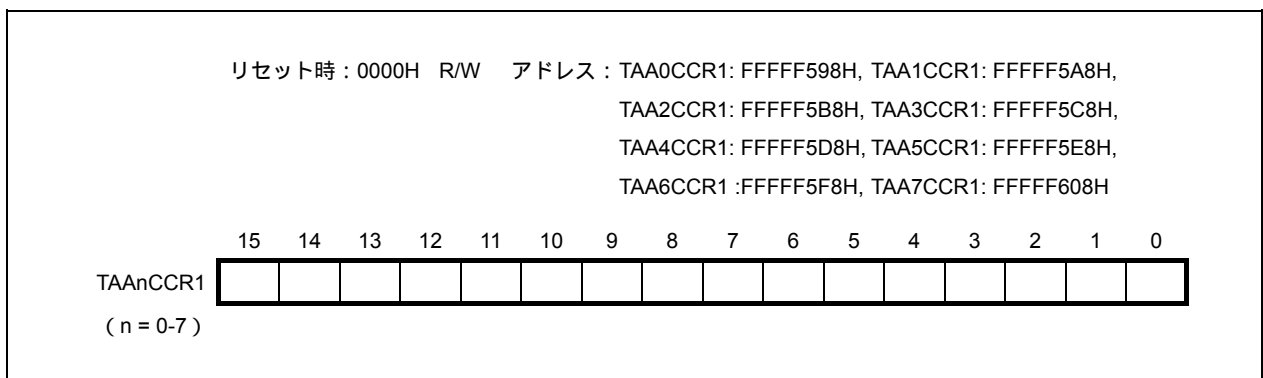 リセット時：0000H R/W アドレス：TAA0CCR1: FFFFF598H, TAA1CCR1: FFFFF5A8H,
TAA2CCR1: FFFFF5B8H, TAA3CCR1: FFFFF5C8H,
TAA4CCR1: FFFFF5D8H, TAA5CCR1: FFFFF5E8H,
TAA6CCR1 :FFFFF5F8H, TAA7CCR1: FFFFF608H
15 14 13 12 11 10 9 8 7 6 5 4 3 2 1 0
TAAnCCR1
（n = 0-7）